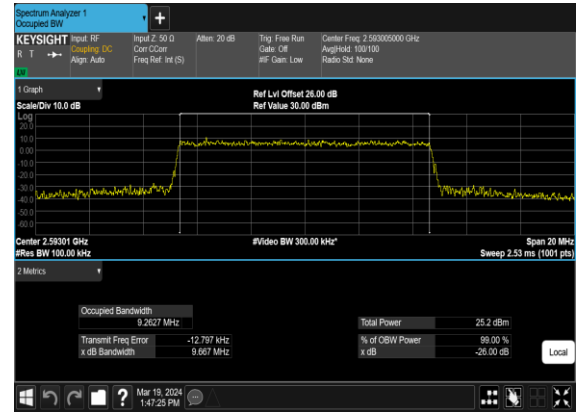 Spectrum Analyzer 1
Occupied BW
+
KEYSIGHT Input: RF Input Z: 50 Ω Atten: 20 dB Trig: Free Run Center Freq: 2.593005000 GHz
R T Coupling: DC Corr CCorr Gate: Off Avg|Hold: 100/100
Align: Auto Freq Ref: Int (S) #IF Gain: Low Radio Std: None
LXI
1 Graph Ref Lvl Offset 26.00 dB
Scale/Div 10.0 dB Ref Value 30.00 dBm
Log
20.0
10.0
0.00
-10.0
-20.0
-30.0
-40.0
-50.0
-60.0
Center 2.59301 GHz #Video BW 300.00 kHz* Span 20 MHz
#Res BW 100.00 kHz Sweep 2.53 ms (1001 pts)
2 Metrics
Occupied Bandwidth
9.2627 MHz Total Power 25.2 dBm
Transmit Freq Error -12.797 kHz % of OBW Power 99.00 %
x dB Bandwidth 9.667 MHz x dB -26.00 dB
Local
? Mar 19, 2024
1:47:25 PM